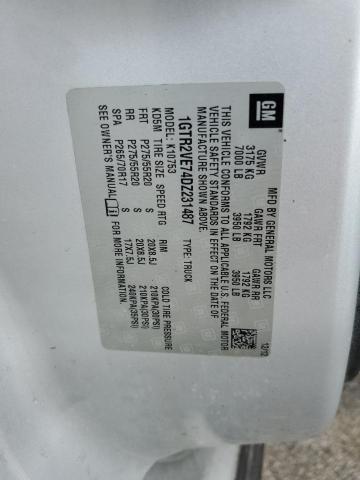 GM
MFD BY GENERAL MOTORS LLC
12/12
GVWR GAWR FRT GAWR RR
3175 KG 1792 KG 1792 KG
7000 LB 3950 LB 3950 LB
THIS VEHICLE CONFORMS TO ALL APPLICABLE U.S. FEDERAL MOTOR
VEHICLE SAFETY STANDARDS IN EFFECT ON THE DATE OF
MANUFACTURE SHOWN ABOVE.
1GTR2VE74DZ231487 TYPE: TRUCK
MODEL: K10753
KD5M TIRE SIZE SPEED RTG RIM COLD TIRE PRESSURE
FRT P275/55R20 S 20X8.5J 210KPA(30PSI)
RR P275/55R20 S 20X8.5J 210KPA(30PSI)
SPA P265/70R17 S 17X7.5J 240KPA(35PSI)
SEE OWNER'S MANUAL